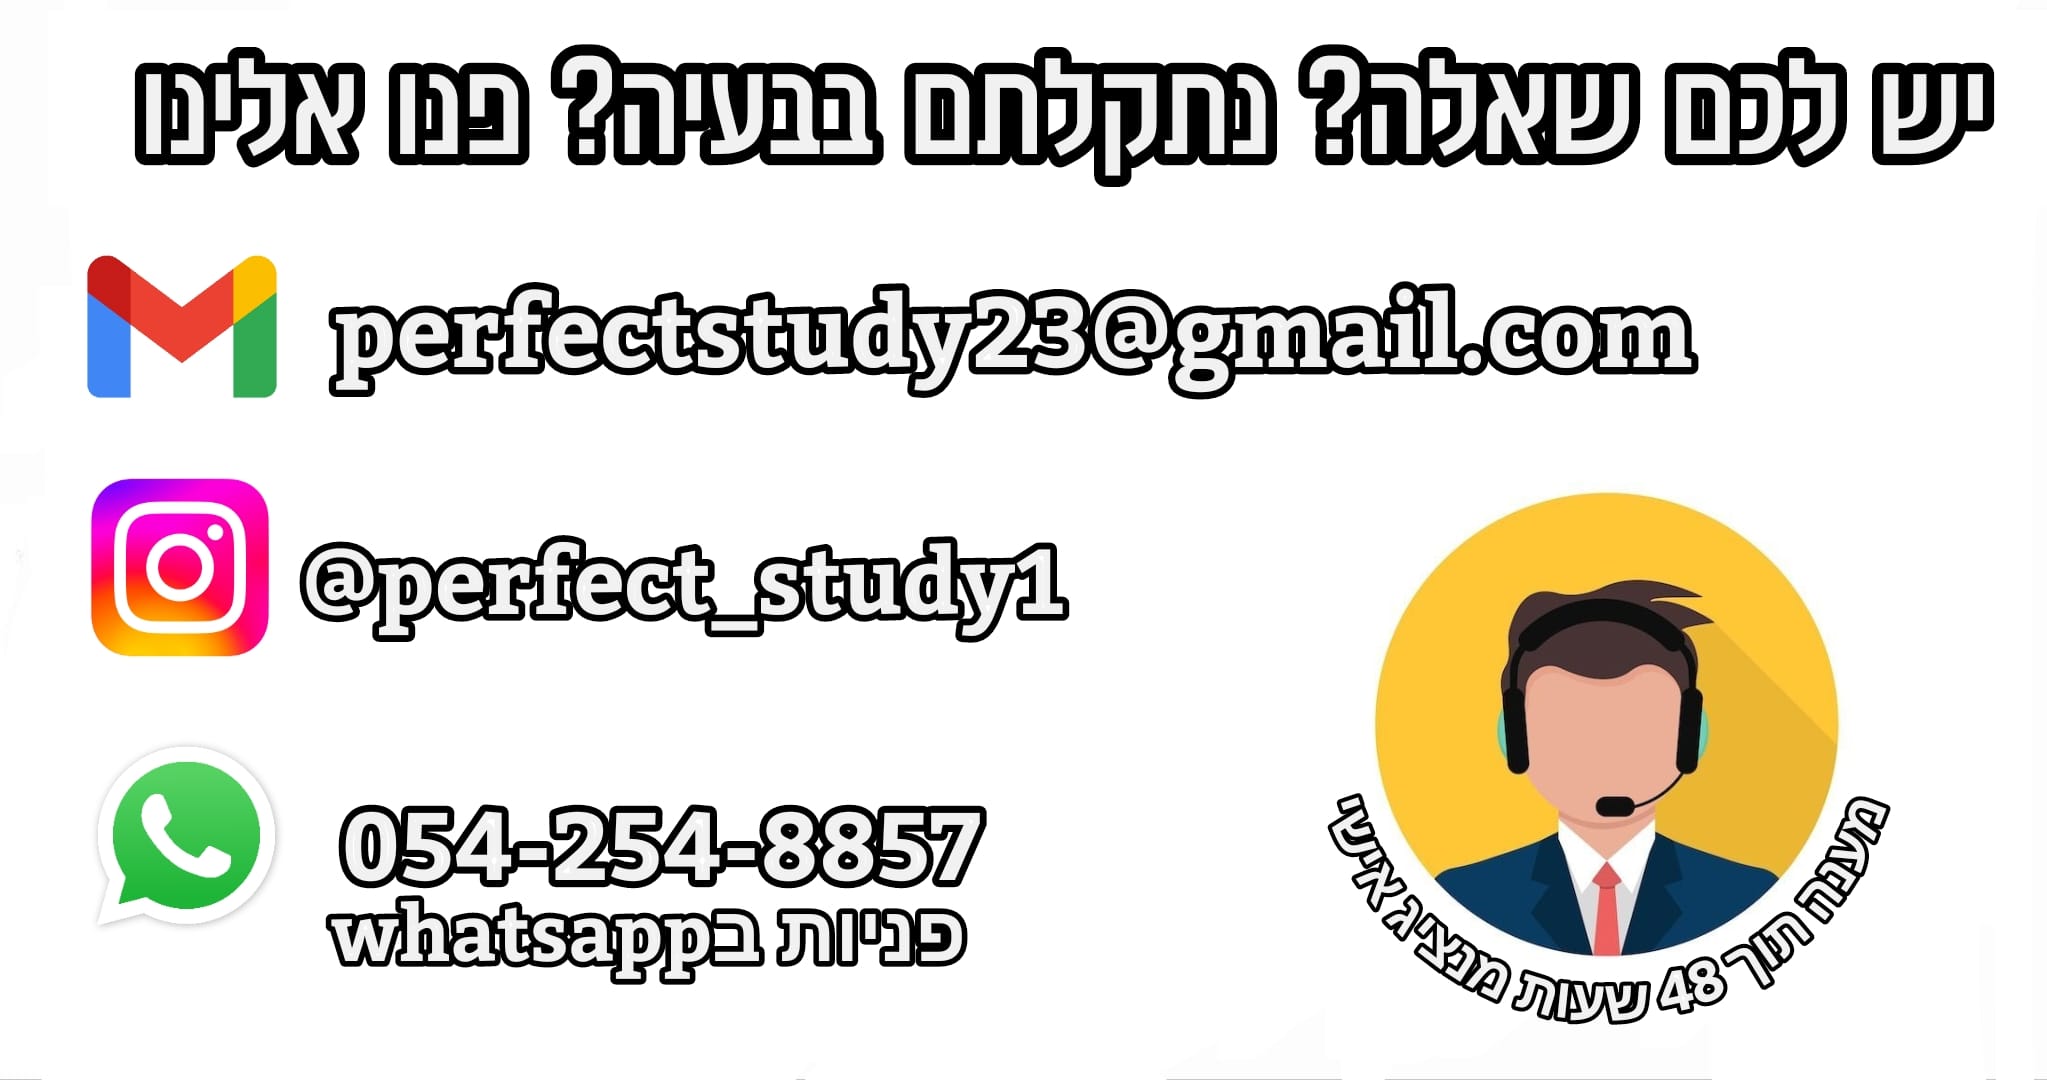 יש לכם שאלה? נתקלתם בבעיה? פנו אלינו
perfectstudy23@gmail.com
@perfect_study1
054-254-8857
פניות בwhatsapp
מענה תוך 48 שעות מנציג אישי